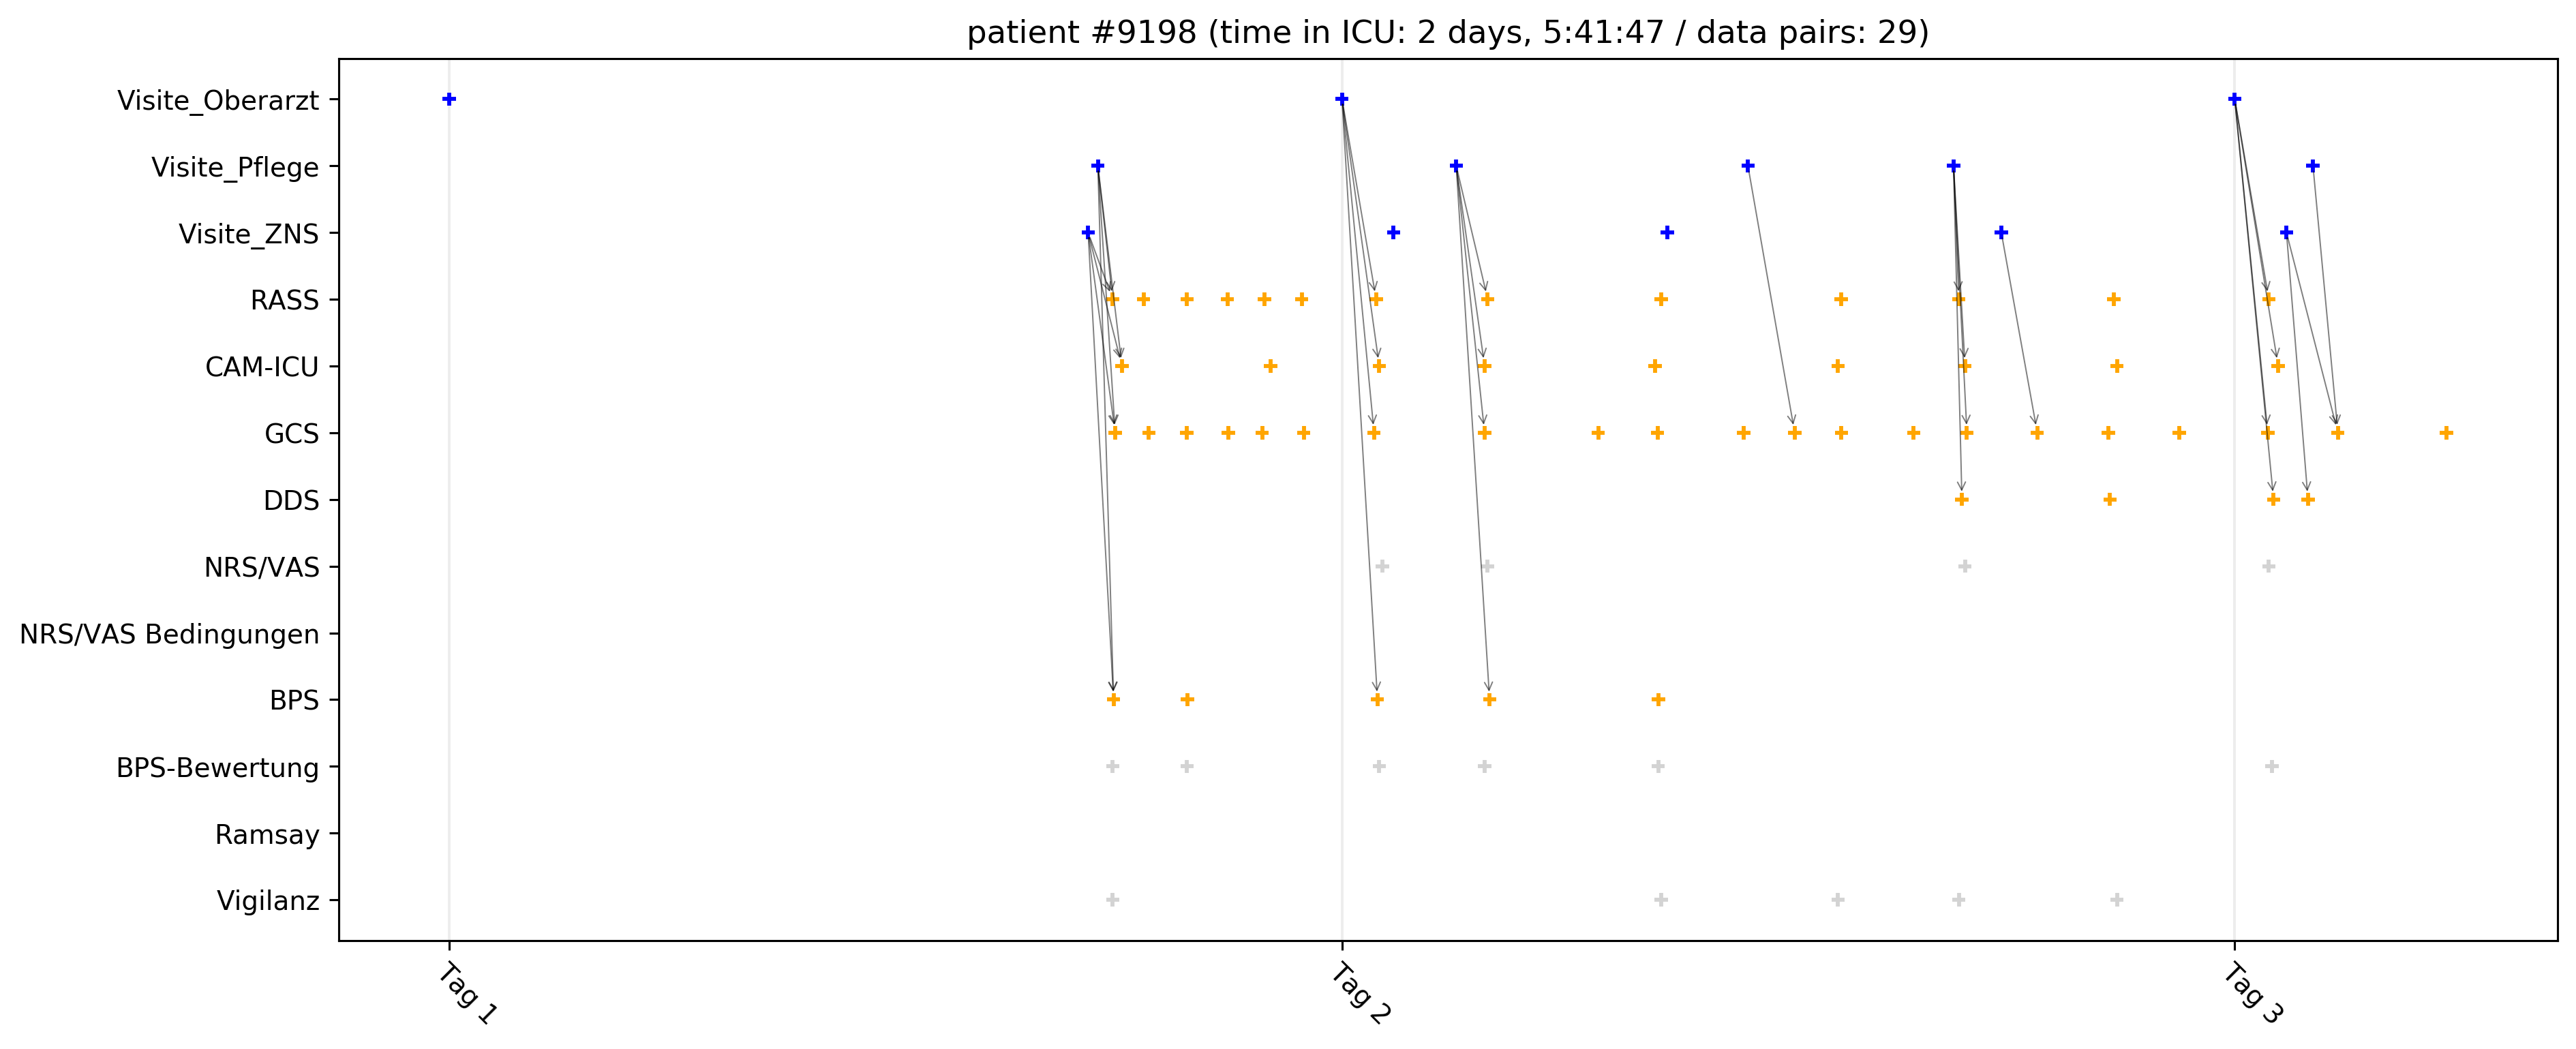 patient #9198 (time in ICU: 2 days, 5:41:47 / data pairs: 29)
Visite_Oberarzt
Visite_Pflege
Visite_ZNS
RASS
CAM-ICU
GCS
DDS
NRS/VAS
NRS/VAS Bedingungen
BPS
BPS-Bewertung
Ramsay
Vigilanz
Tag 1
Tag 2
Tag 3